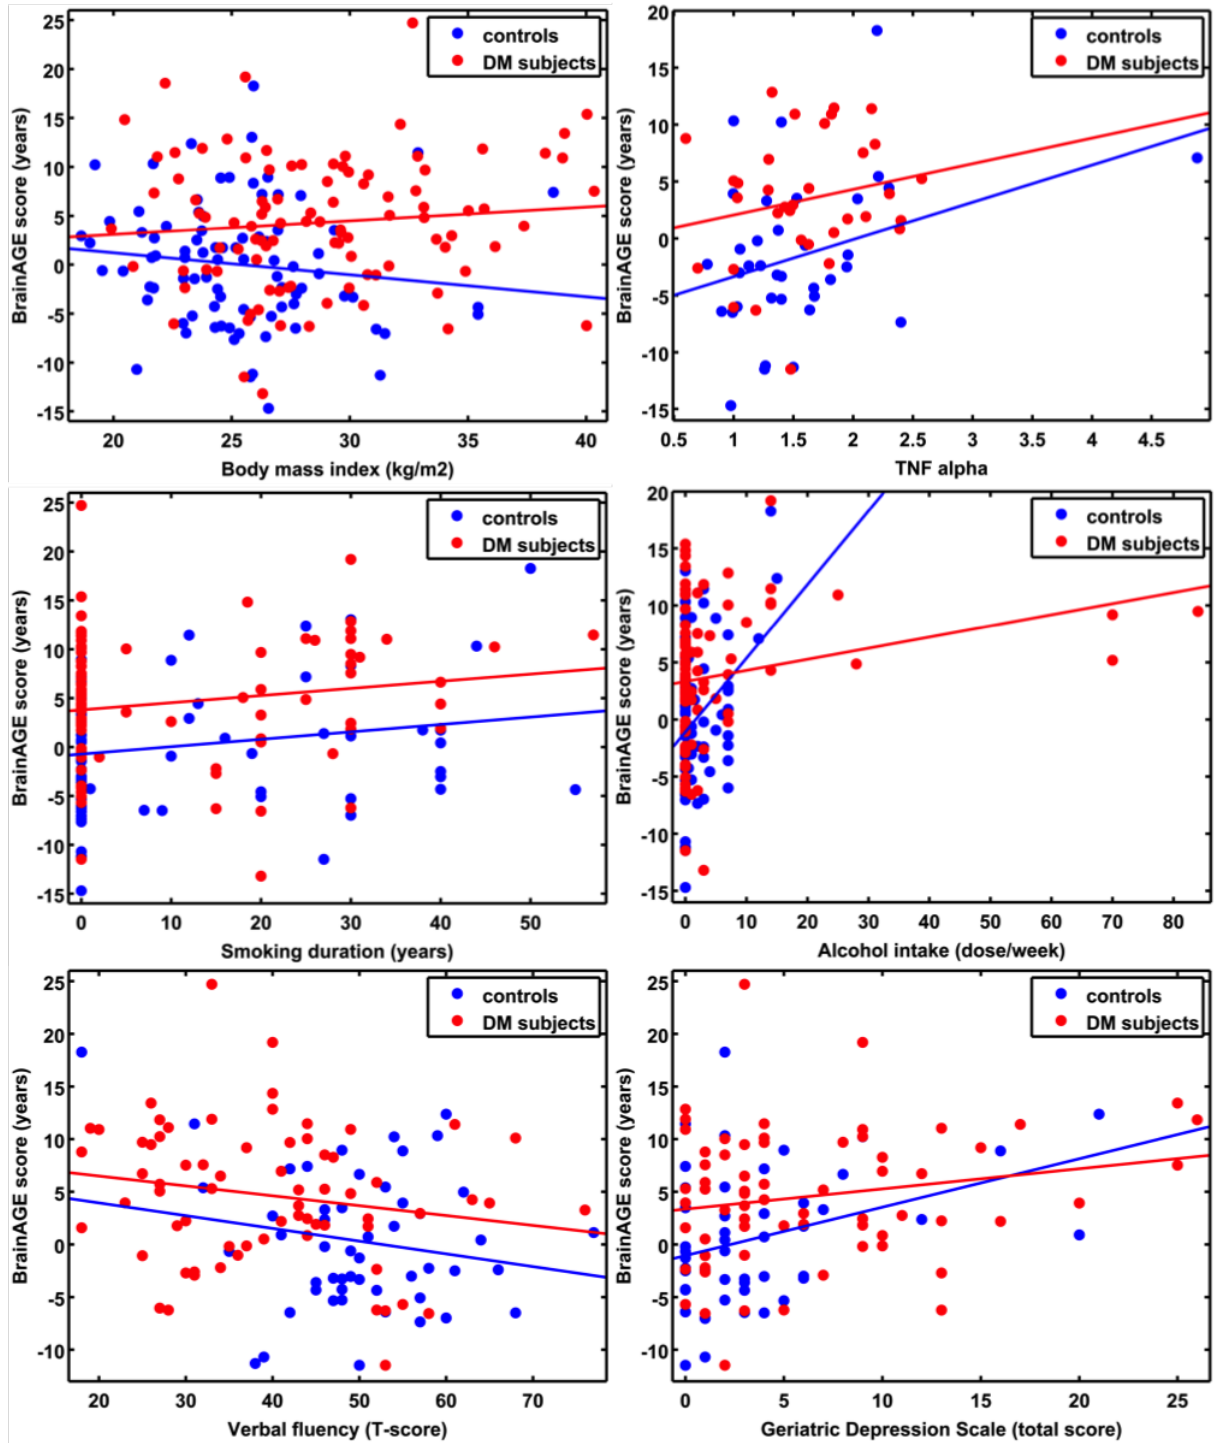 controls
DM subjects
BrainAGE score (years)
25
20
15
10
5
0
-5
-10
-15
20 25 30 35 40
Body mass index (kg/m2)
controls
DM subjects
BrainAGE score (years)
20
15
10
5
0
-5
-10
-15
0.5 1 1.5 2 2.5 3 3.5 4 4.5
TNF alpha
controls
DM subjects
BrainAGE score (years)
25
20
15
10
5
0
-5
-10
-15
0 10 20 30 40 50
Smoking duration (years)
controls
DM subjects
BrainAGE score (years)
20
15
10
5
0
-5
-10
-15
0 10 20 30 40 50 60 70 80
Alcohol intake (dose/week)
controls
DM subjects
BrainAGE score (years)
25
20
15
10
5
0
-5
-10
20 30 40 50 60 70
Verbal fluency (T-score)
controls
DM subjects
BrainAGE score (years)
25
20
15
10
5
0
-5
-10
0 5 10 15 20 25
Geriatric Depression Scale (total score)